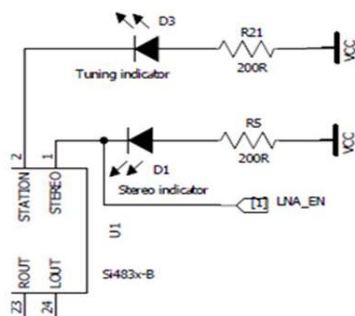 D3
R21
VCC
Tuning indicator
200R
R5
VCC
200R
2
1
D1
Stereo indicator
[1] LNA_EN
STATION
STEREO
U1
Si483x-B
ROUT
LOUT
23
24